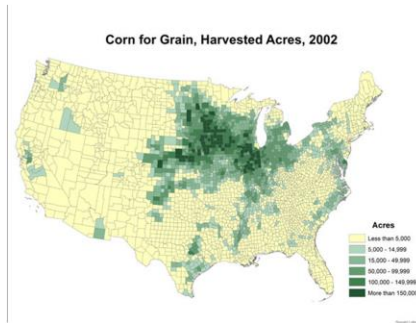 Corn for Grain, Harvested Acres, 2002
Acres
Less than 5,000
5,000 - 14,999
15,000 - 49,999
50,000 - 99,999
100,000 - 149,999
More than 150,000